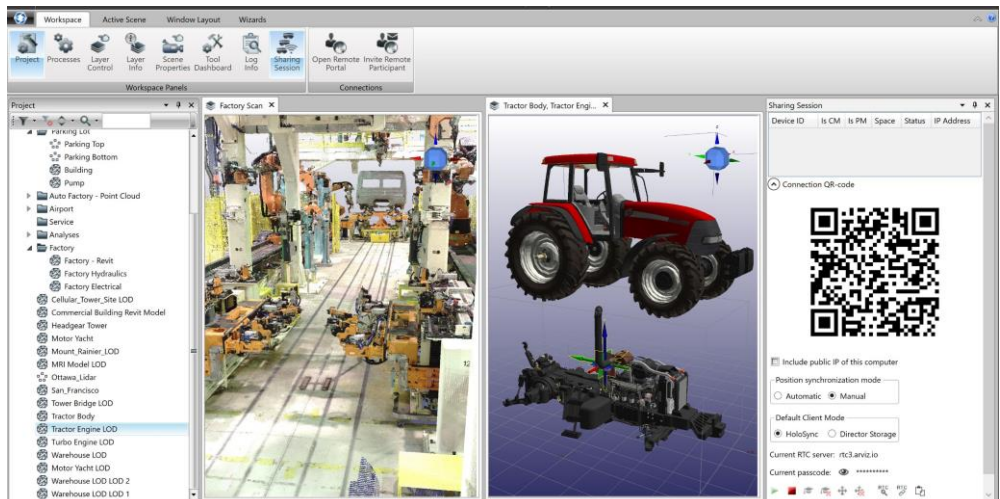 Workspace Active Scene Window Layout Wizards
Project Processes Layer Control Layer Info Scene Properties Tool Dashboard Log Info Sharing Session Open Remote Portal Invite Remote Participant
Workspace Panels Connections
Project
Parking Lot
Parking Top
Parking Bottom
Building
Pump
Auto Factory - Point Cloud
Airport
Service
Analyses
Factory
Factory - Revit
Factory Hydraulics
Factory Electrical
Cellular_Tower_Site LOD
Commercial Building Revit Model
Headgear Tower
Motor Yacht
Mount_Rainier_LOD
MRI Model LOD
Ottawa_Lidar
San_Francisco
Tower Bridge LOD
Tractor Body
Tractor Engine LOD
Turbo Engine LOD
Warehouse LOD
Motor Yacht LOD
Warehouse LOD LOD 2
Warehouse LOD LOD 1
Factory Scan
12
Tractor Body, Tractor Engi...
Sharing Session
Device ID Is CM Is PM Space Status IP Address
Connection QR-code
Include public IP of this computer
Position synchronization mode
Automatic Manual
Default Client Mode
HoloSync Director Storage
Current RTC server: rtc3.arviz.io
Current passcode: **********
RTC RTC